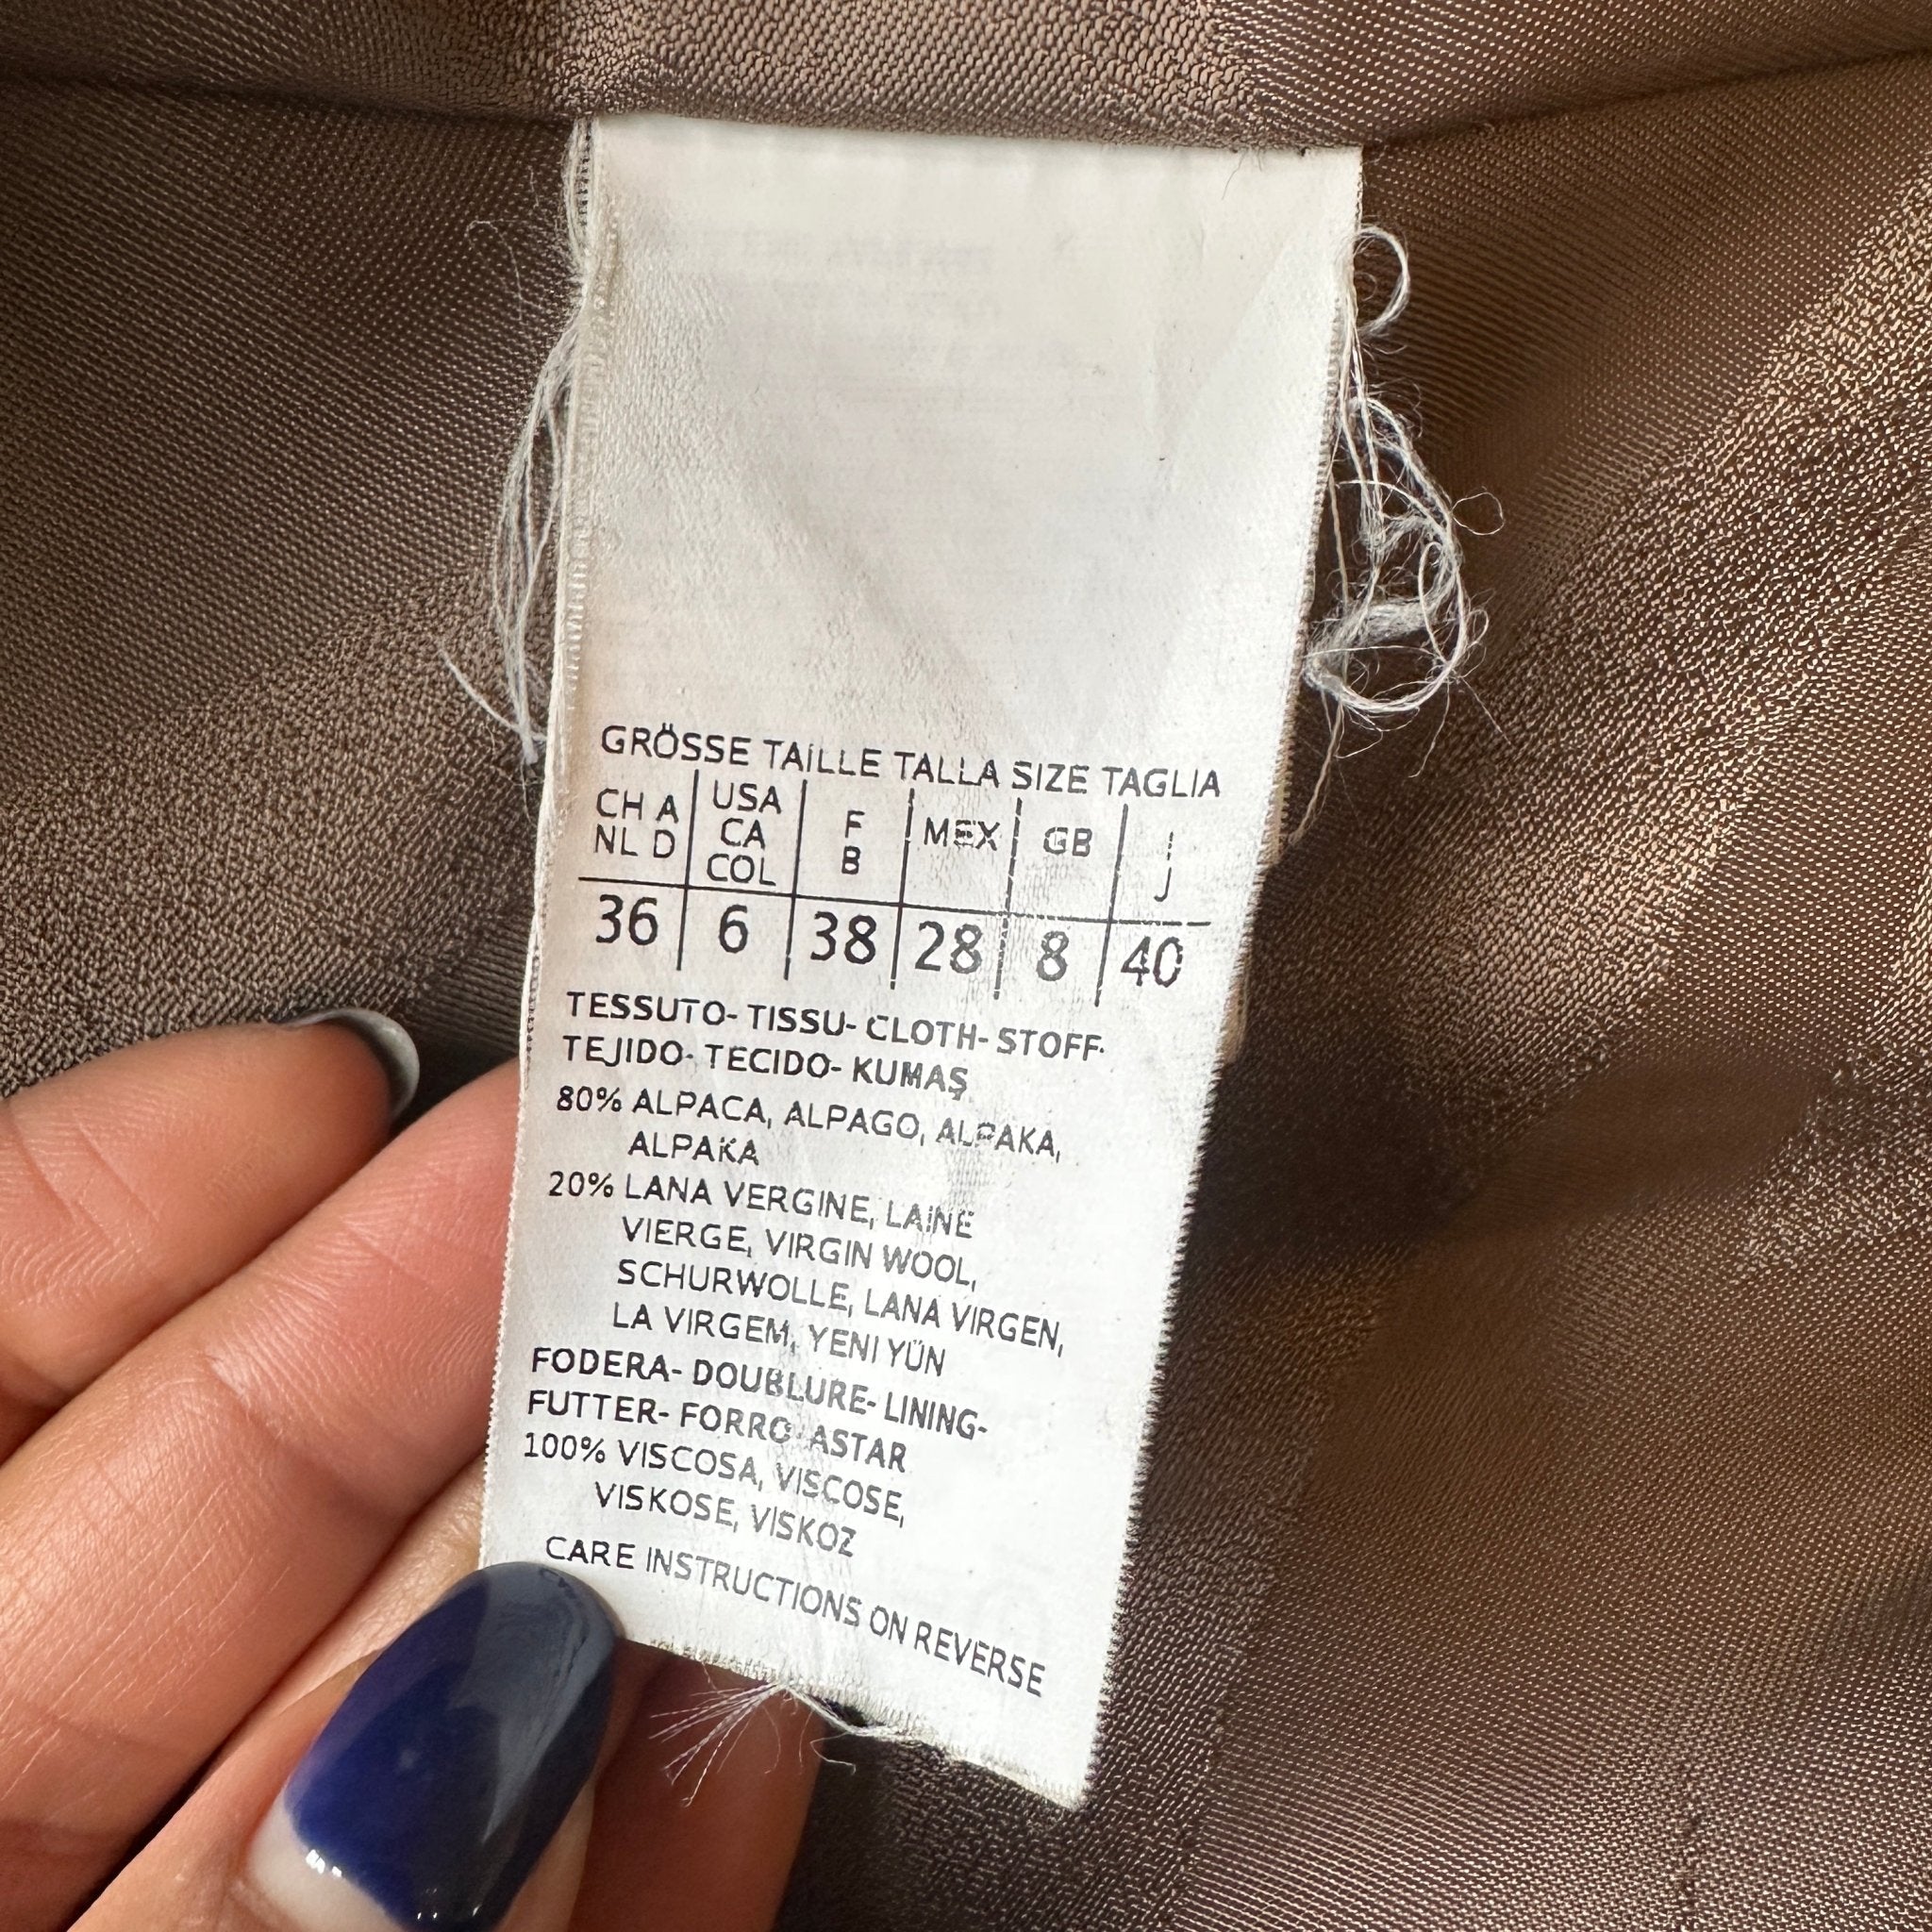 GRÖSSE TAILLE TALLA SIZE TAGLIA
CH A USA F MEX GB I
NL D CA B J
COL
36 6 38 28 8 40
TESSUTO- TISSU- CLOTH- STOFF-
TEJIDO- TECIDO- KUMAŞ
80% ALPACA, ALPAGO, ALPAKA,
ALPAKA
20% LANA VERGINE, LAINE
VIERGE, VIRGIN WOOL,
SCHURWOLLE, LANA VIRGEN,
LA VIRGEM, YENI YÜN
FODERA- DOUBLURE- LINING-
FUTTER- FORRO- ASTAR
100% VISCOSA, VISCOSE,
VISKOSE, VISKOZ
CARE INSTRUCTIONS ON REVERSE